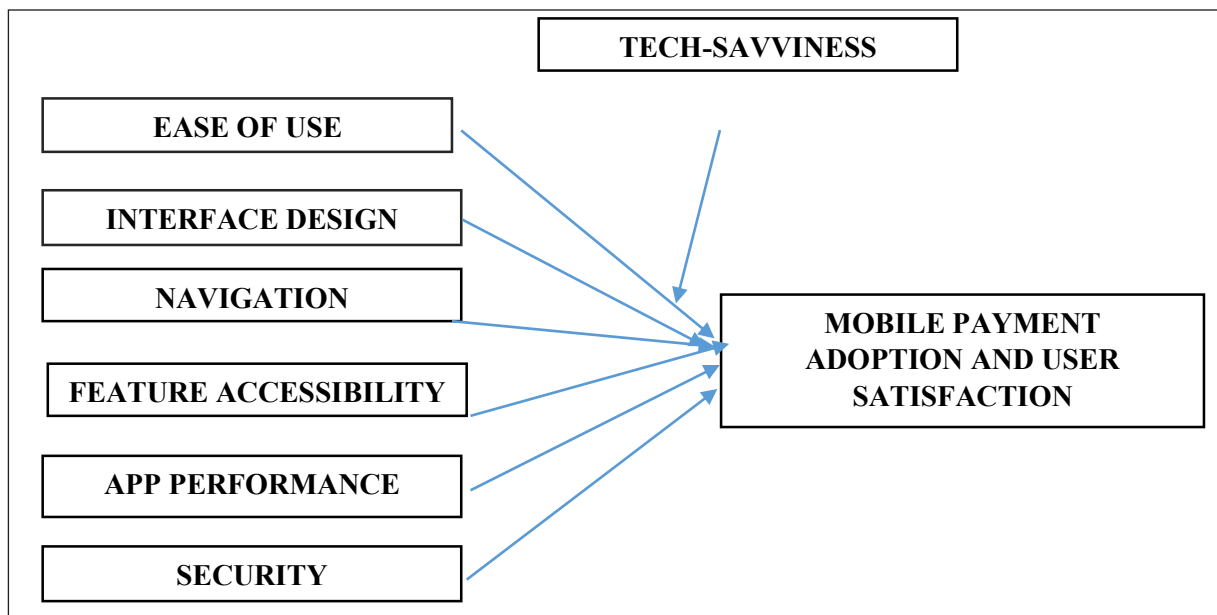 TECH-SAVVINESS
EASE OF USE
INTERFACE DESIGN
NAVIGATION
FEATURE ACCESSIBILITY
APP PERFORMANCE
SECURITY
MOBILE PAYMENT
ADOPTION AND USER
SATISFACTION